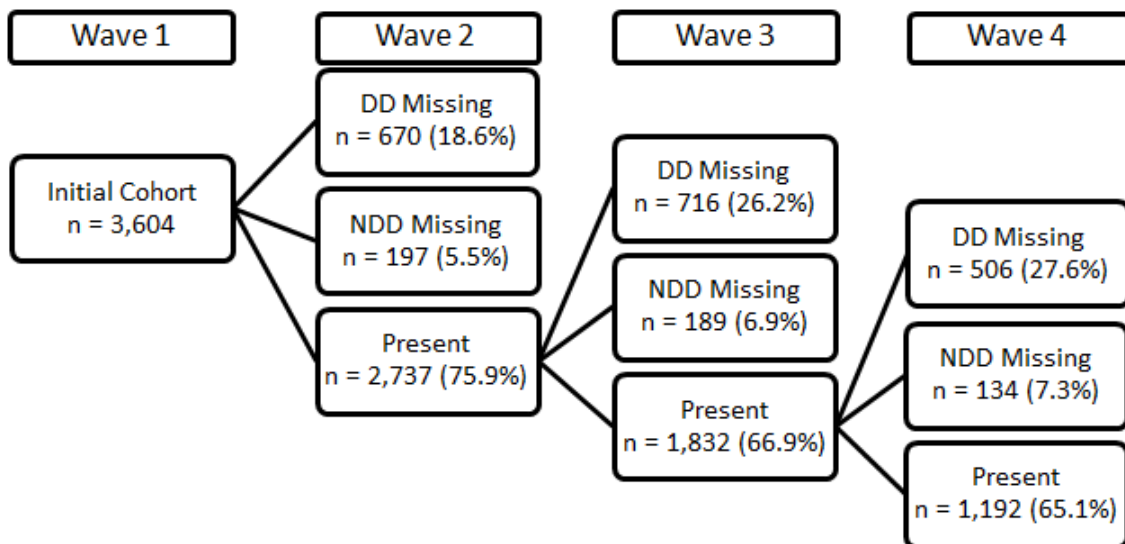 Wave 1
Wave 2
Wave 3
Wave 4
Initial Cohort
n = 3,604
DD Missing
n = 670 (18.6%)
NDD Missing
n = 197 (5.5%)
Present
n = 2,737 (75.9%)
DD Missing
n = 716 (26.2%)
NDD Missing
n = 189 (6.9%)
Present
n = 1,832 (66.9%)
DD Missing
n = 506 (27.6%)
NDD Missing
n = 134 (7.3%)
Present
n = 1,192 (65.1%)